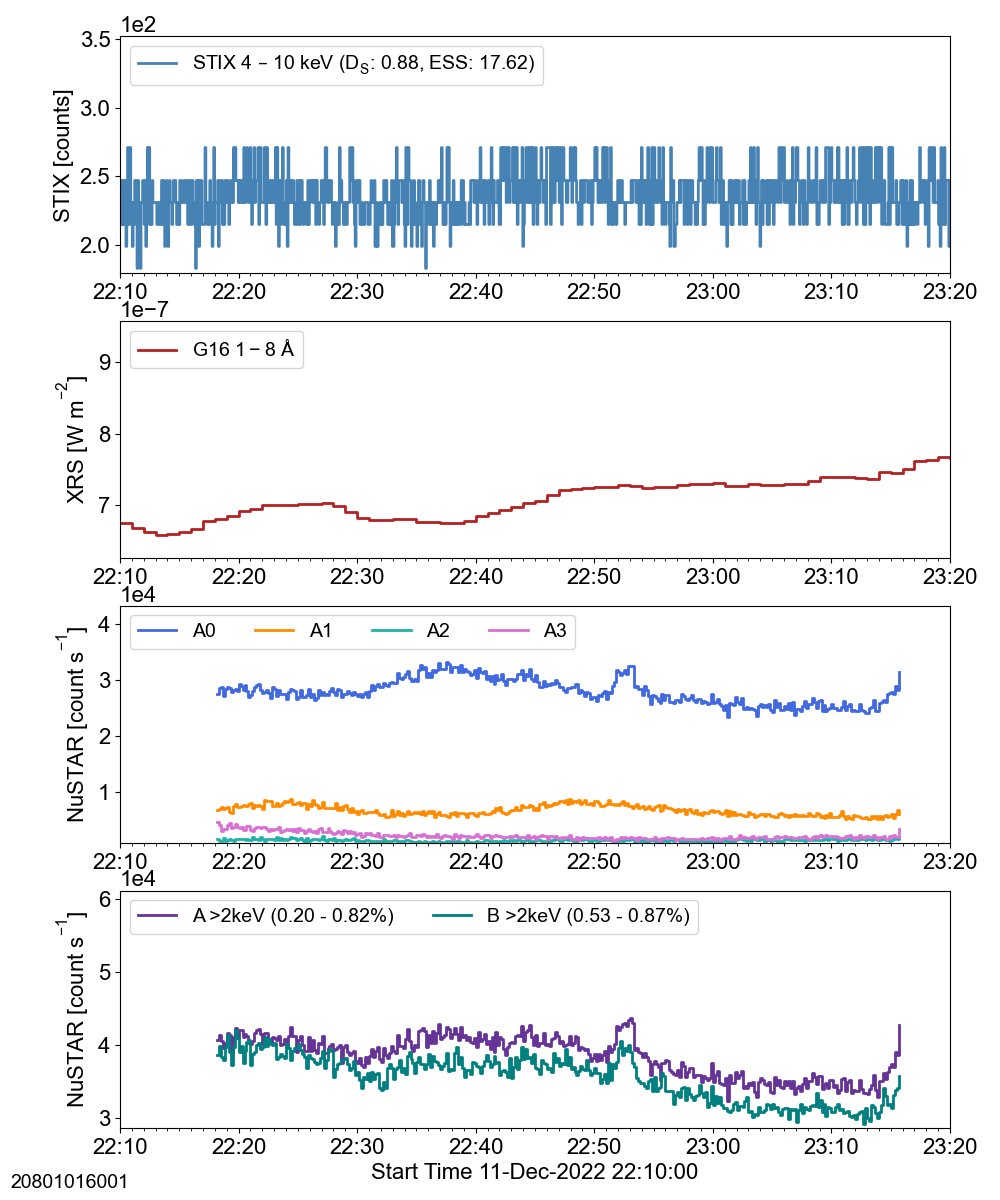 1e2
3.5
3.0
2.5
2.0
STIX [counts]
STIX 4 – 10 keV (D_S: 0.88, ESS: 17.62)
22:10 22:20 22:30 22:40 22:50 23:00 23:10 23:20
1e−7
9
8
7
XRS [W m⁻²]
G16 1 – 8 Å
22:10 22:20 22:30 22:40 22:50 23:00 23:10 23:20
1e4
4
3
2
1
NuSTAR [count s⁻¹]
A0 A1 A2 A3
22:10 22:20 22:30 22:40 22:50 23:00 23:10 23:20
1e4
6
5
4
3
NuSTAR [count s⁻¹]
A >2keV (0.20 - 0.82%) B >2keV (0.53 - 0.87%)
22:10 22:20 22:30 22:40 22:50 23:00 23:10 23:20
Start Time 11-Dec-2022 22:10:00
20801016001